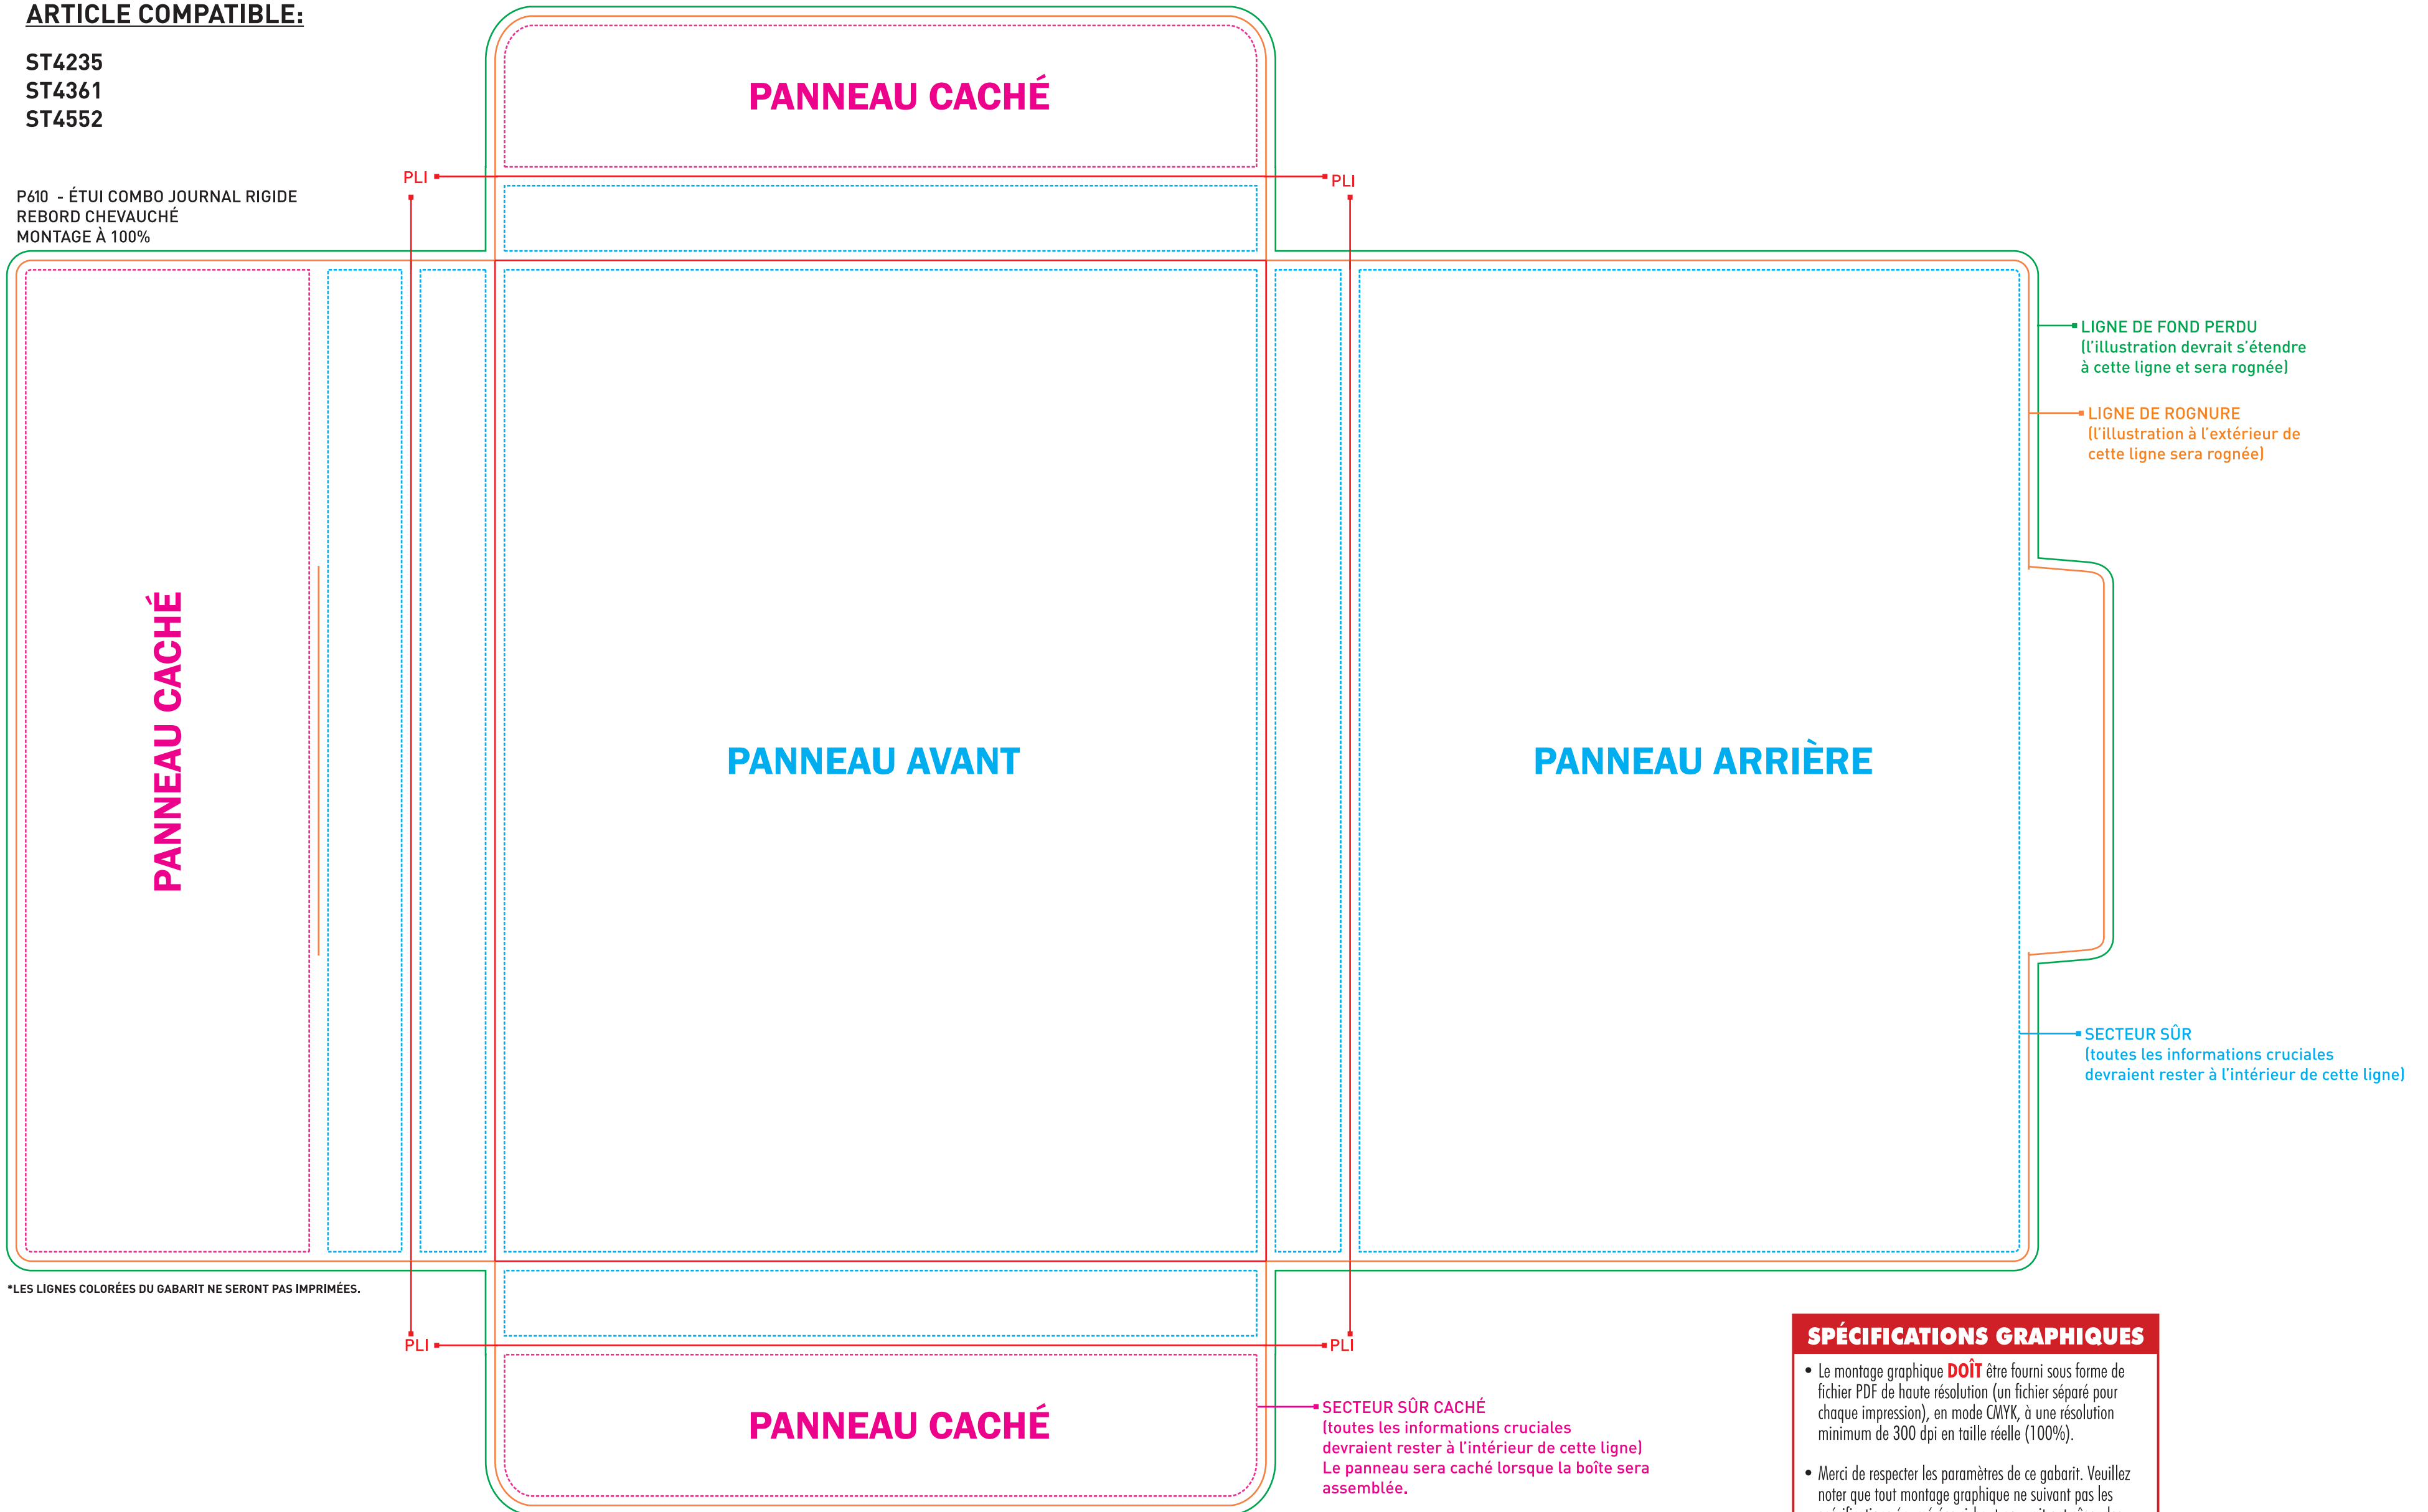 ARTICLE COMPATIBLE:
ST4235
ST4361
ST4552
P610 - ÉTUI COMBO JOURNAL RIGIDE
REBORD CHEVAUCHÉ
MONTAGE À 100%
PANNEAU CACHÉ
PLI
PLI
PANNEAU CACHÉ
PANNEAU AVANT
PANNEAU ARRIÈRE
LIGNE DE FOND PERDU
(l'illustration devrait s'étendre
à cette ligne et sera rognée)
LIGNE DE ROGNURE
(l'illustration à l'extérieur de
cette ligne sera rognée)
SECTEUR SÛR
(toutes les informations cruciales
devraient rester à l'intérieur de cette ligne)
*LES LIGNES COLORÉES DU GABARIT NE SERONT PAS IMPRIMÉES.
PLI
PLI
PANNEAU CACHÉ
SECTEUR SÛR CACHÉ
(toutes les informations cruciales
devraient rester à l'intérieur de cette ligne)
Le panneau sera caché lorsque la boîte sera
assemblée.
SPÉCIFICATIONS GRAPHIQUES
• Le montage graphique DOÎT être fourni sous forme de
fichier PDF de haute résolution (un fichier séparé pour
chaque impression), en mode CMYK, à une résolution
minimum de 300 dpi en taille réelle (100%).
• Merci de respecter les paramètres de ce gabarit. Veuillez
noter que tout montage graphique ne suivant pas les